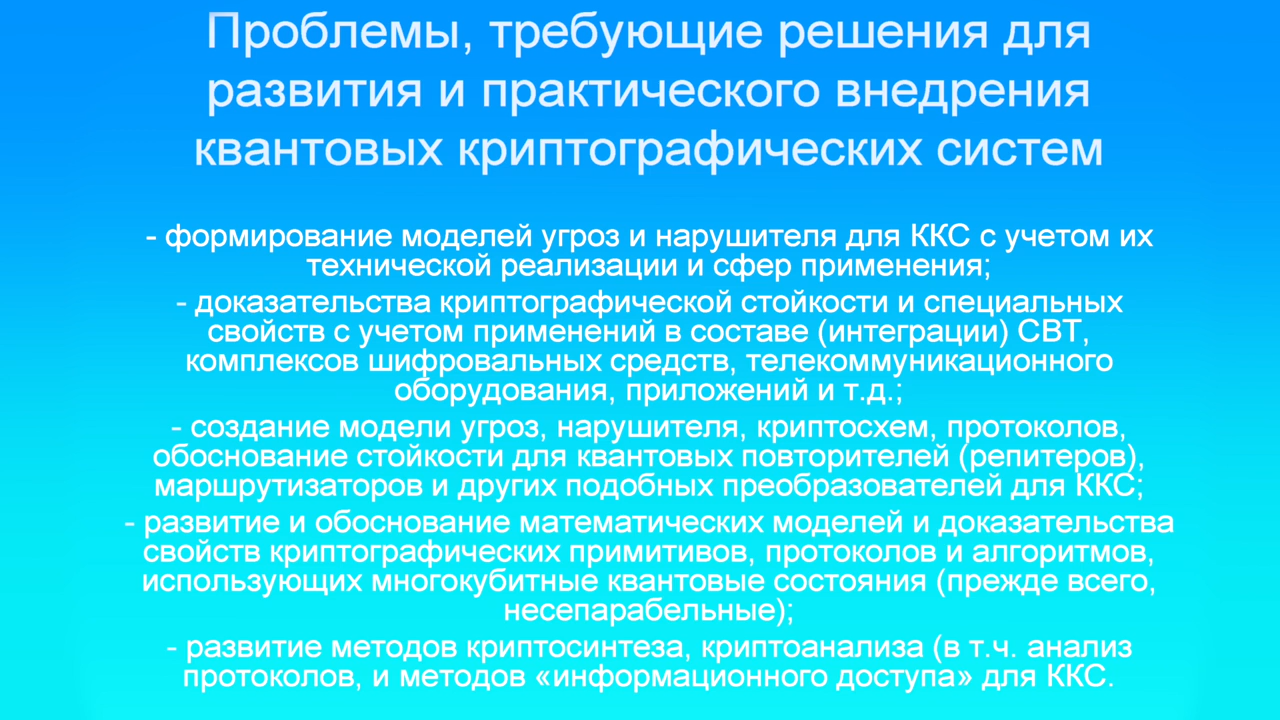 Проблемы, требующие решения для
развития и практического внедрения
квантовых криптографических систем
- формирование моделей угроз и нарушителя для ККС с учетом их
технической реализации и сфер применения;
- доказательства криптографической стойкости и специальных
свойств с учетом применений в составе (интеграции) СВТ,
комплексов шифровальных средств, телекоммуникационного
оборудования, приложений и т.д.;
- создание модели угроз, нарушителя, криптосхем, протоколов,
обоснование стойкости для квантовых повторителей (репитеров),
маршрутизаторов и других подобных преобразователей для ККС;
- развитие и обоснование математических моделей и доказательства
свойств криптографических примитивов, протоколов и алгоритмов,
использующих многокубитные квантовые состояния (прежде всего,
несепарабельные);
- развитие методов криптосинтеза, криптоанализа (в т.ч. анализ
протоколов, и методов «информационного доступа» для ККС.